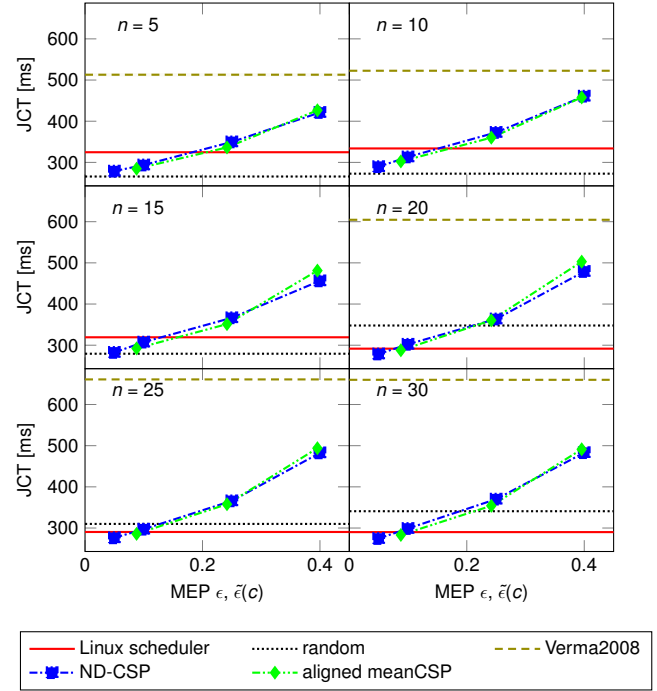 n = 5
n = 10
600
500
400
300
JCT [ms]
n = 15
n = 20
600
500
400
300
JCT [ms]
n = 25
n = 30
600
500
400
300
JCT [ms]
0 0.2 0.4
0 0.2 0.4
MEP ϵ, ϵ̃(c)
MEP ϵ, ϵ̃(c)
Linux scheduler random Verma2008
ND-CSP aligned meanCSP